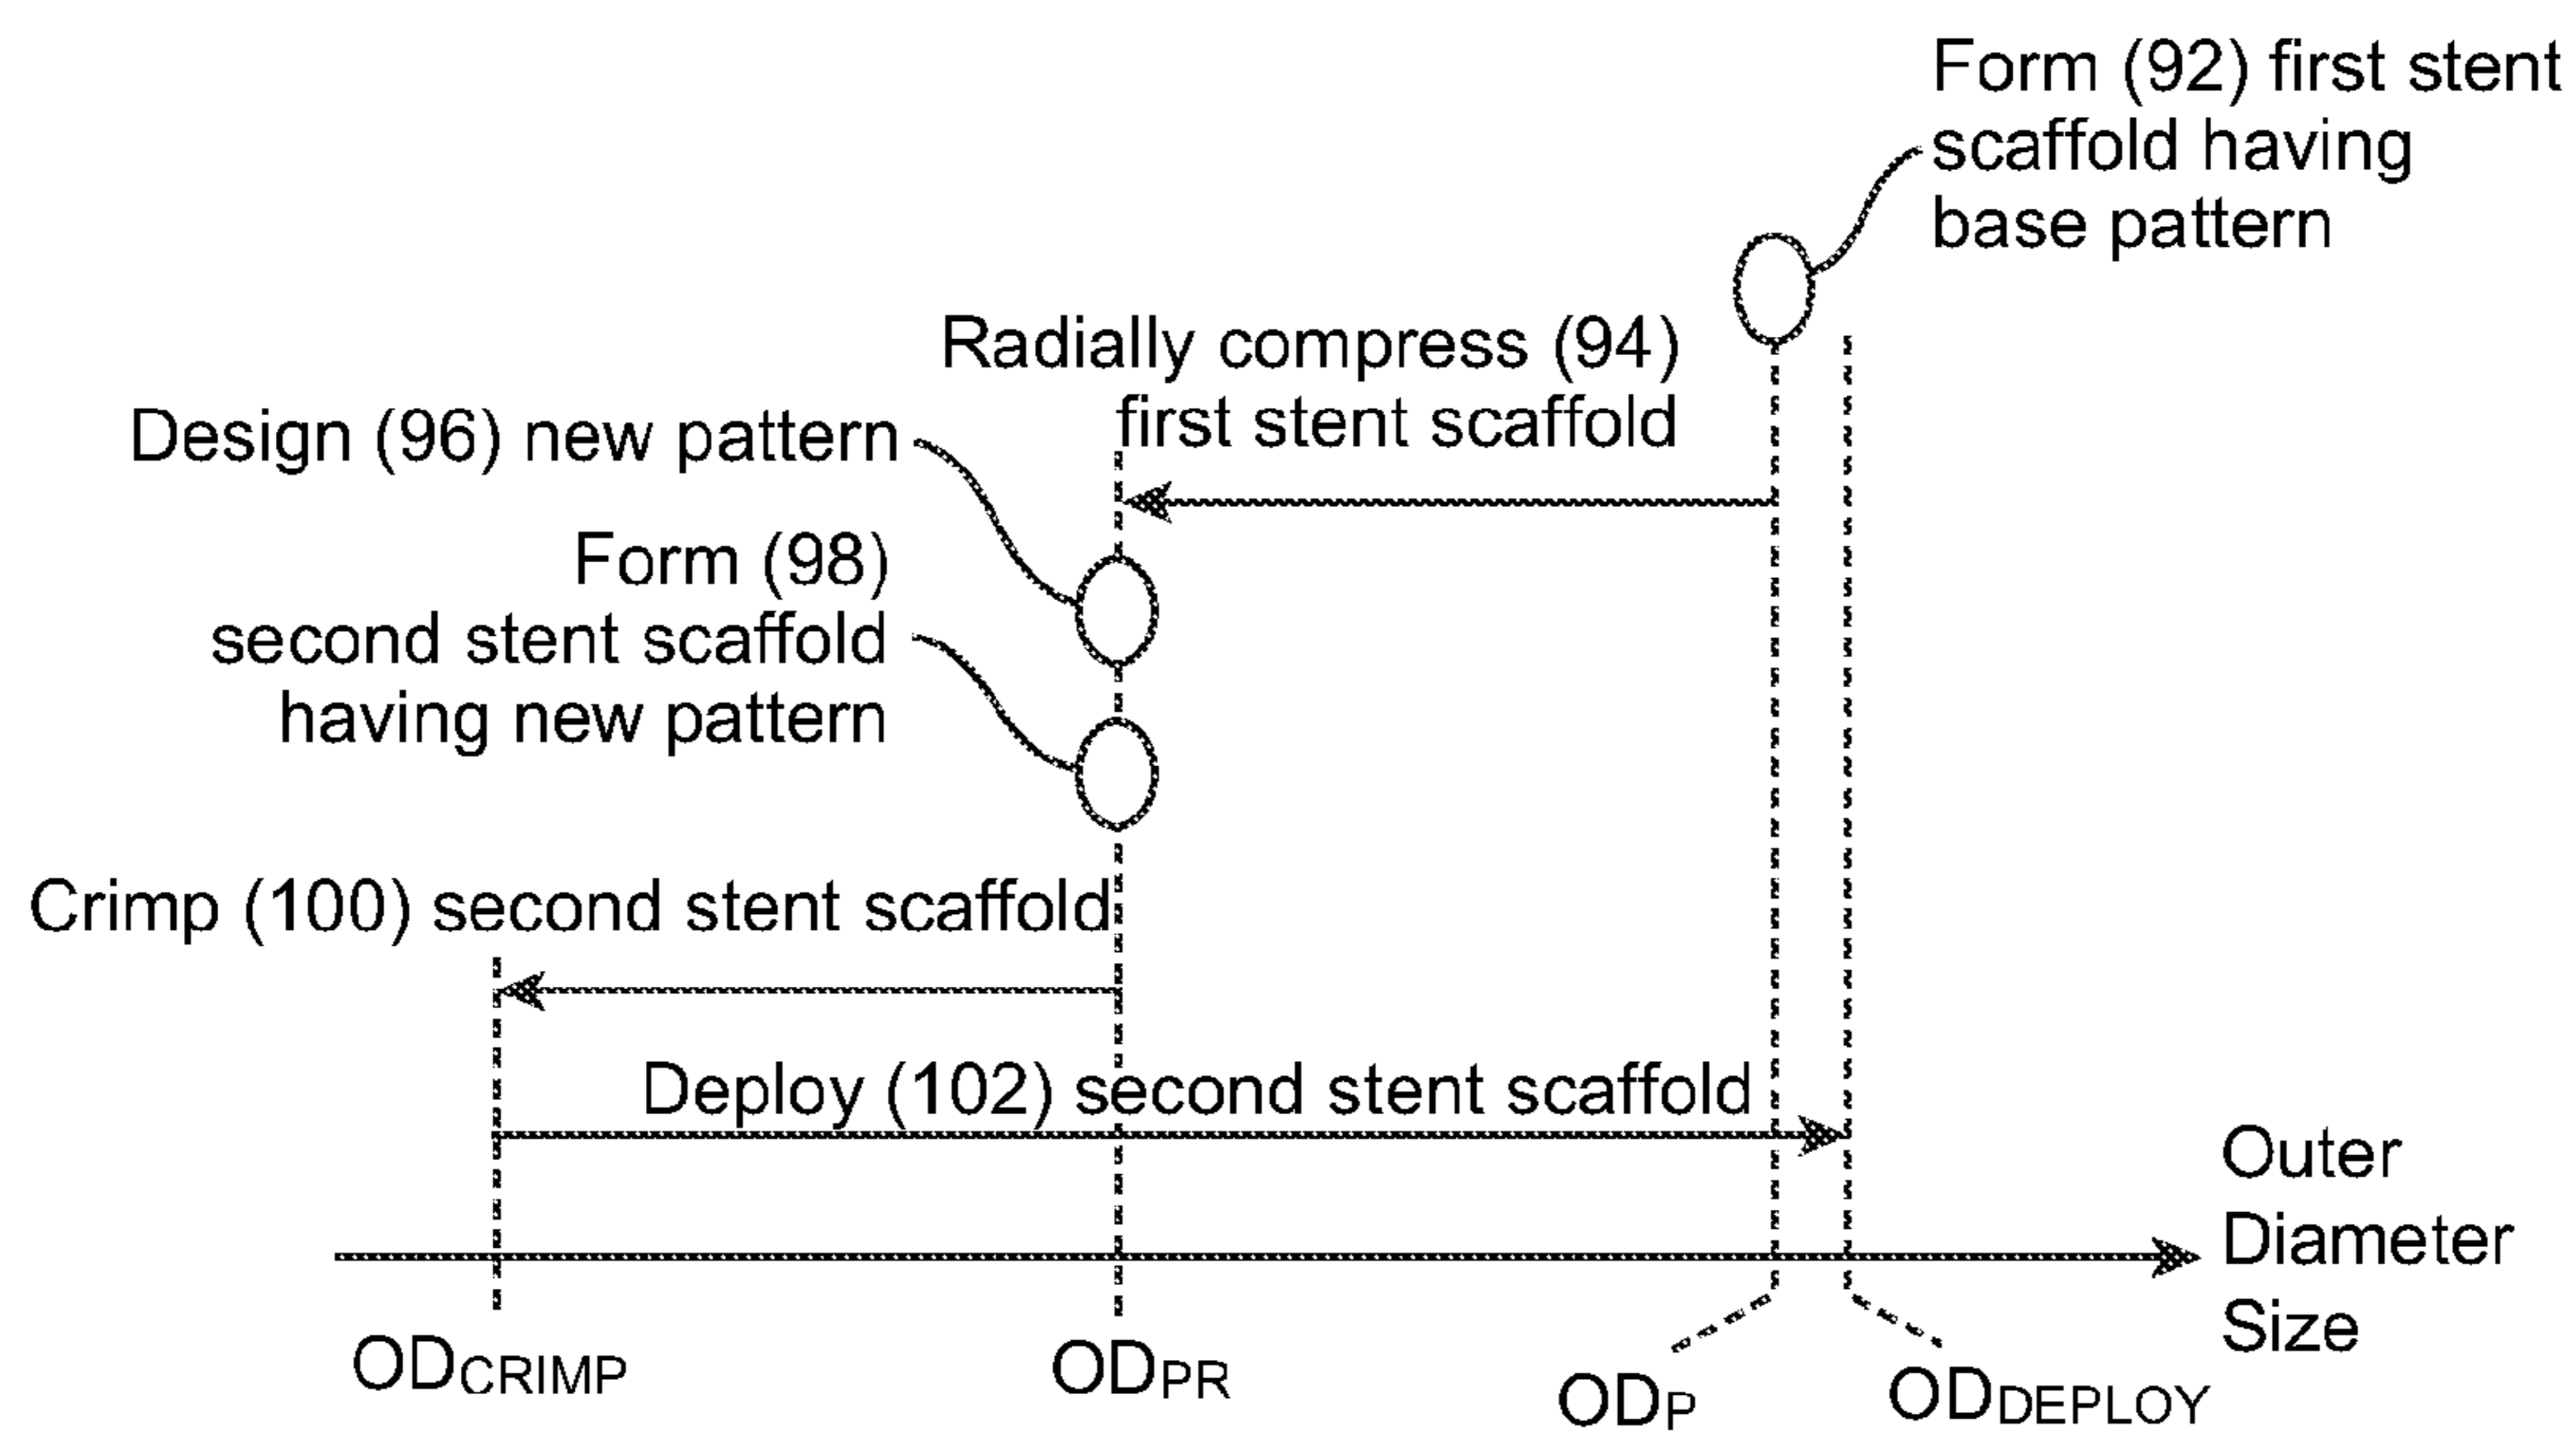 Form (92) first stent
scaffold having
base pattern
Radially compress (94)
first stent scaffold
Design (96) new pattern
Form (98)
second stent scaffold
having new pattern
Crimp (100) second stent scaffold
Deploy (102) second stent scaffold
Outer
Diameter
Size
ODCRIMP
ODPR
ODP
ODDEPLOY